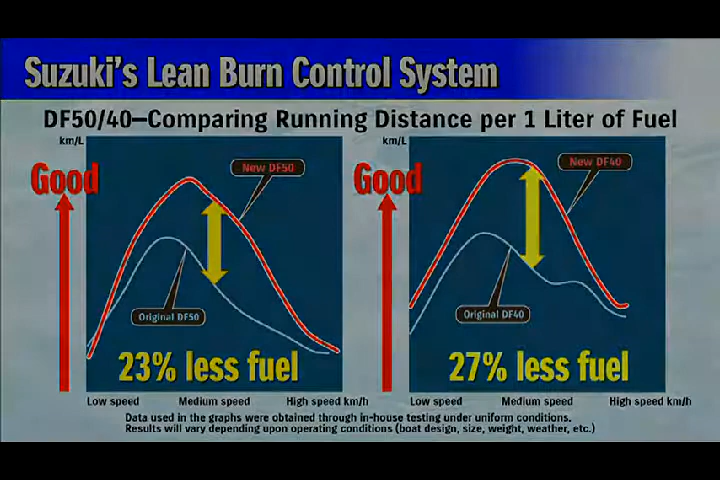 Suzuki's Lean Burn Control System
DF50/40—Comparing Running Distance per 1 Liter of Fuel
km/L
Good
New DF50
Original DF50
23% less fuel
Low speed Medium speed High speed km/h
km/L
Good
New DF40
Original DF40
27% less fuel
Low speed Medium speed High speed km/h
Data used in the graphs were obtained through in-house testing under uniform conditions.
Results will vary depending upon operating conditions (boat design, size, weight, weather, etc.)